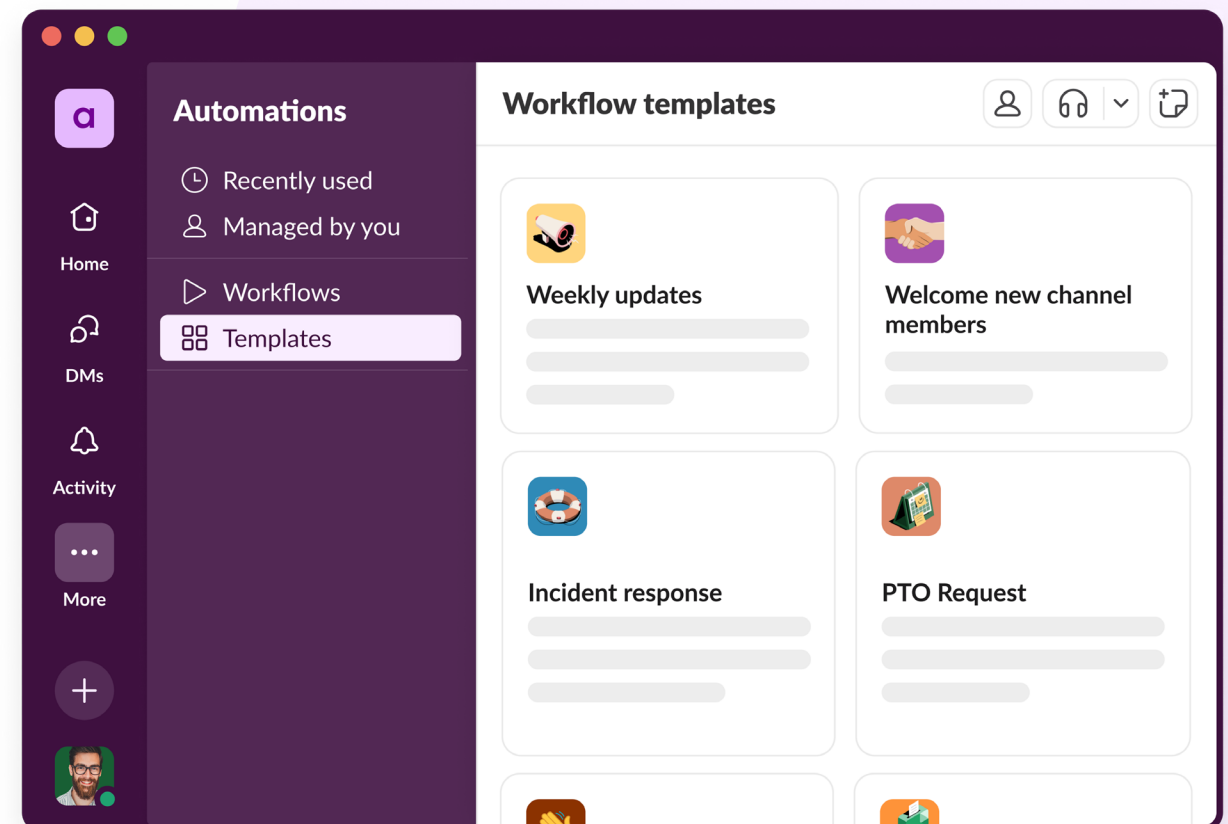 a
Home
DMs
Activity
More
Automations
Recently used
Managed by you
Workflows
Templates
Workflow templates
Weekly updates
Welcome new channel
members
Incident response
PTO Request